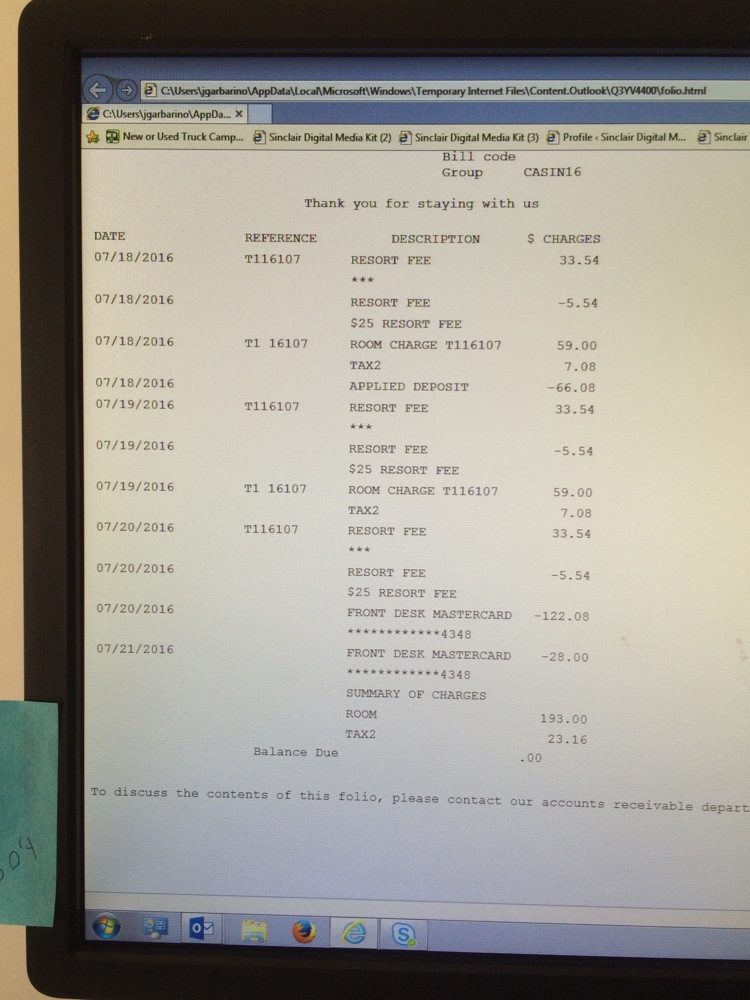 C:\Users\jgarbarino\AppData\Local\Microsoft\Windows\Temporary Internet Files\Content.Outlook\Q3YV4400\folio.html
C:\Users\jgarbarino\AppDa... ×
New or Used Truck Camp... Sinclair Digital Media Kit (2) Sinclair Digital Media Kit (3) Profile ‹ Sinclair Digital M... Sinclair
Bill code
Group CASIN16
Thank you for staying with us
DATE REFERENCE DESCRIPTION $ CHARGES
07/18/2016 T116107 RESORT FEE 33.54
***
07/18/2016 RESORT FEE -5.54
$25 RESORT FEE
07/18/2016 T1 16107 ROOM CHARGE T116107 59.00
TAX2 7.08
07/18/2016 APPLIED DEPOSIT -66.08
07/19/2016 T116107 RESORT FEE 33.54
***
07/19/2016 RESORT FEE -5.54
$25 RESORT FEE
07/19/2016 T1 16107 ROOM CHARGE T116107 59.00
TAX2 7.08
07/20/2016 T116107 RESORT FEE 33.54
***
07/20/2016 RESORT FEE -5.54
$25 RESORT FEE
07/20/2016 FRONT DESK MASTERCARD -122.08
************4348
07/21/2016 FRONT DESK MASTERCARD -28.00
************4348
SUMMARY OF CHARGES
ROOM 193.00
TAX2 23.16
Balance Due .00
To discuss the contents of this folio, please contact our accounts receivable depart